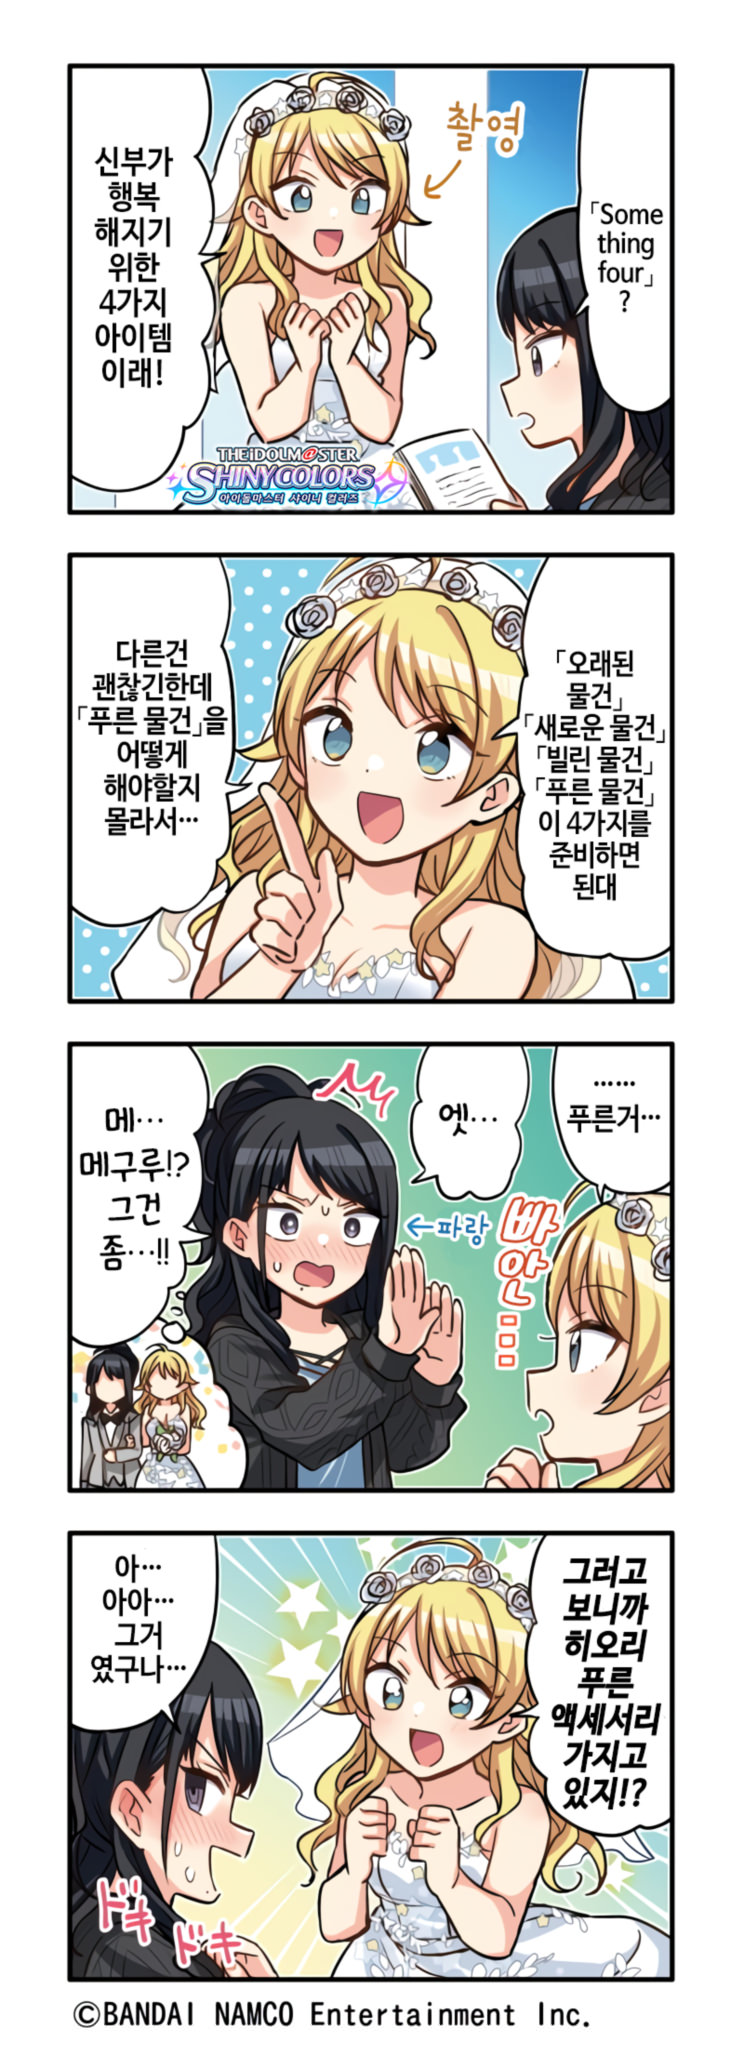 「Some
thing
four」
?
촬영
신부가
행복
해지기
위한
4가지
아이템
이래!
THE iDOLM@STER
SHINYCOLORS
아이돌마스터 샤이니 컬러즈
「오래된
물건」
「새로운 물건」
「빌린 물건」
「푸른 물건」
이 4가지를
준비하면
된대
다른건
괜찮긴한데
「푸른 물건」을
어떻게
해야할지
몰라서…
……
푸른거…
엣…
빠안
←파랑
메…
메구루!?
그건
좀…!!
그러고
보니까
히오리
푸른
액세서리
가지고
있지!?
아…
아아…
그거
였구나…
ドキ
ドキ
©BANDAI NAMCO Entertainment Inc.